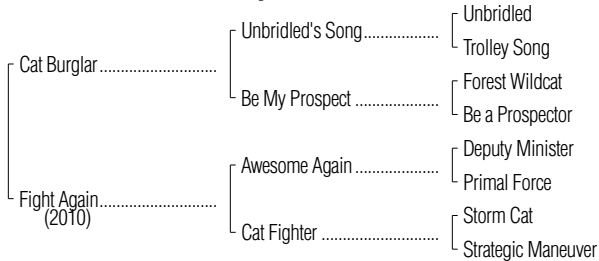 Unbridled
Unbridled's Song..................
Trolley Song
Cat Burglar...........................
Forest Wildcat
Be My Prospect ...................
Be a Prospector
Deputy Minister
Awesome Again ...................
Primal Force
Fight Again...........................
(2010)
Storm Cat
Cat Fighter ...........................
Strategic Maneuver